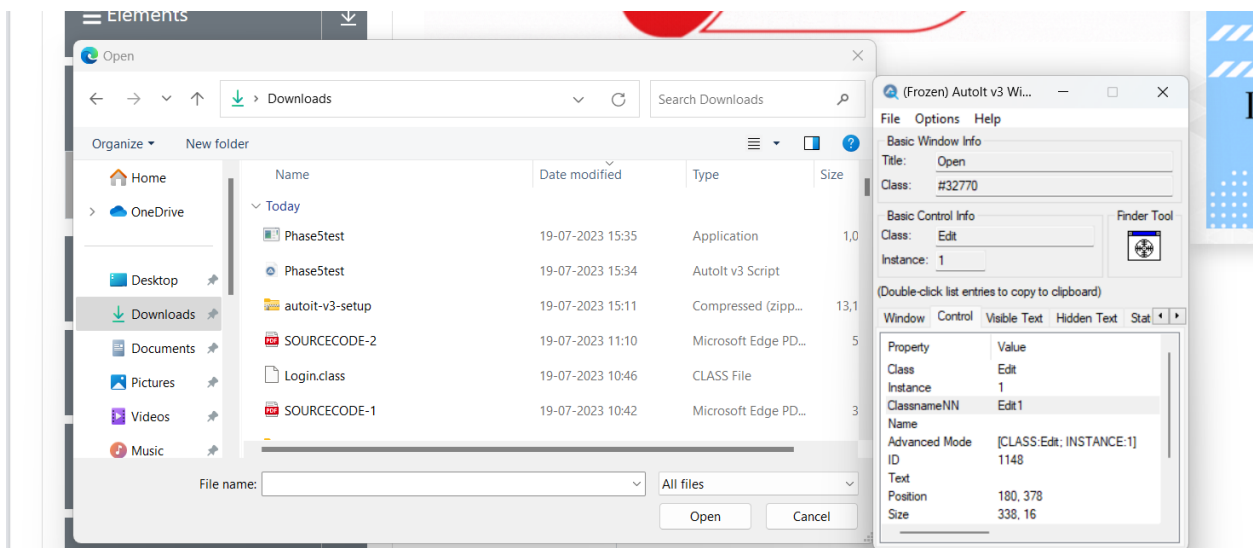 Elements
Open
Downloads
Search Downloads
Organize
New folder
Home
OneDrive
Desktop
Downloads
Documents
Pictures
Videos
Music
Name Date modified Type Size
Today
Phase5test 19-07-2023 15:35 Application 1,0
Phase5test 19-07-2023 15:34 AutoIt v3 Script
autoit-v3-setup 19-07-2023 15:11 Compressed (zipp... 13,1
SOURCECODE-2 19-07-2023 11:10 Microsoft Edge PD... 5
Login.class 19-07-2023 10:46 CLASS File
SOURCECODE-1 19-07-2023 10:42 Microsoft Edge PD... 3
File name:
All files
Open Cancel
(Frozen) AutoIt v3 Wi...
File Options Help
Basic Window Info
Title: Open
Class: #32770
Basic Control Info
Finder Tool
Class: Edit
Instance: 1
(Double-click list entries to copy to clipboard)
Window Control Visible Text Hidden Text Stat
Property Value
Class Edit
Instance 1
ClassnameNN Edit1
Name
Advanced Mode [CLASS:Edit; INSTANCE:1]
ID 1148
Text
Position 180, 378
Size 338, 16